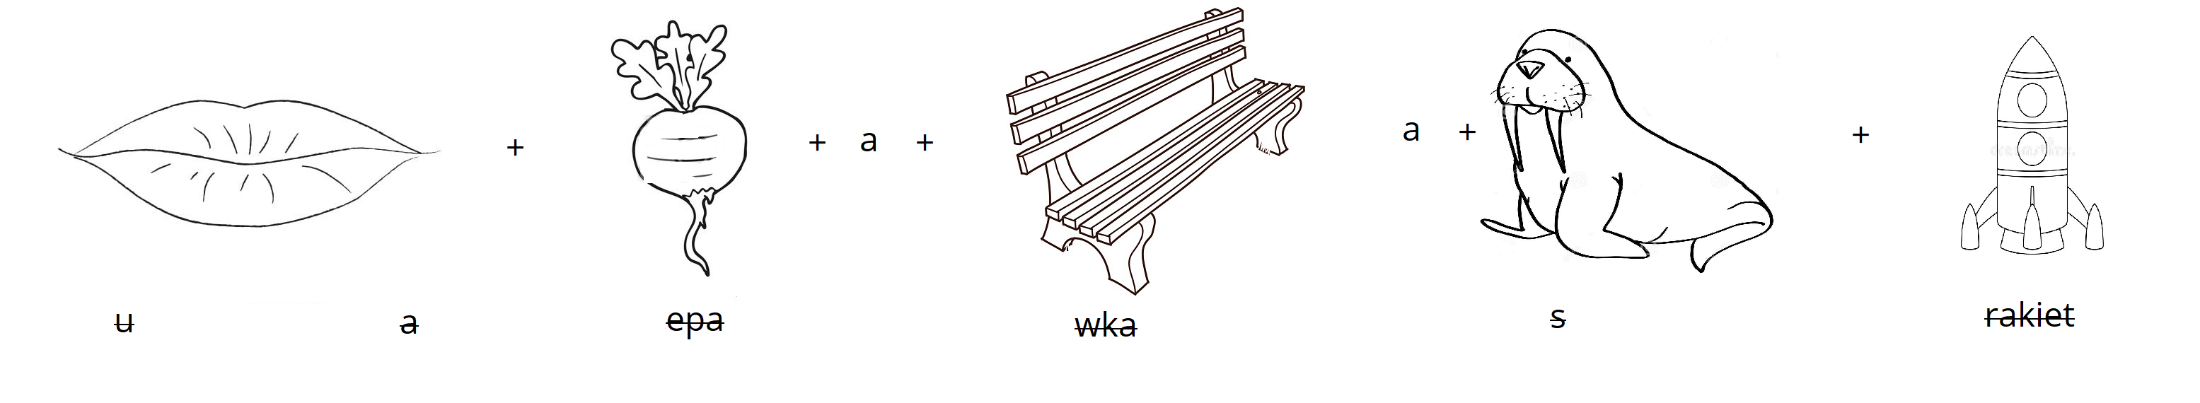 + + a + a + +
u a epa wka s rakiet